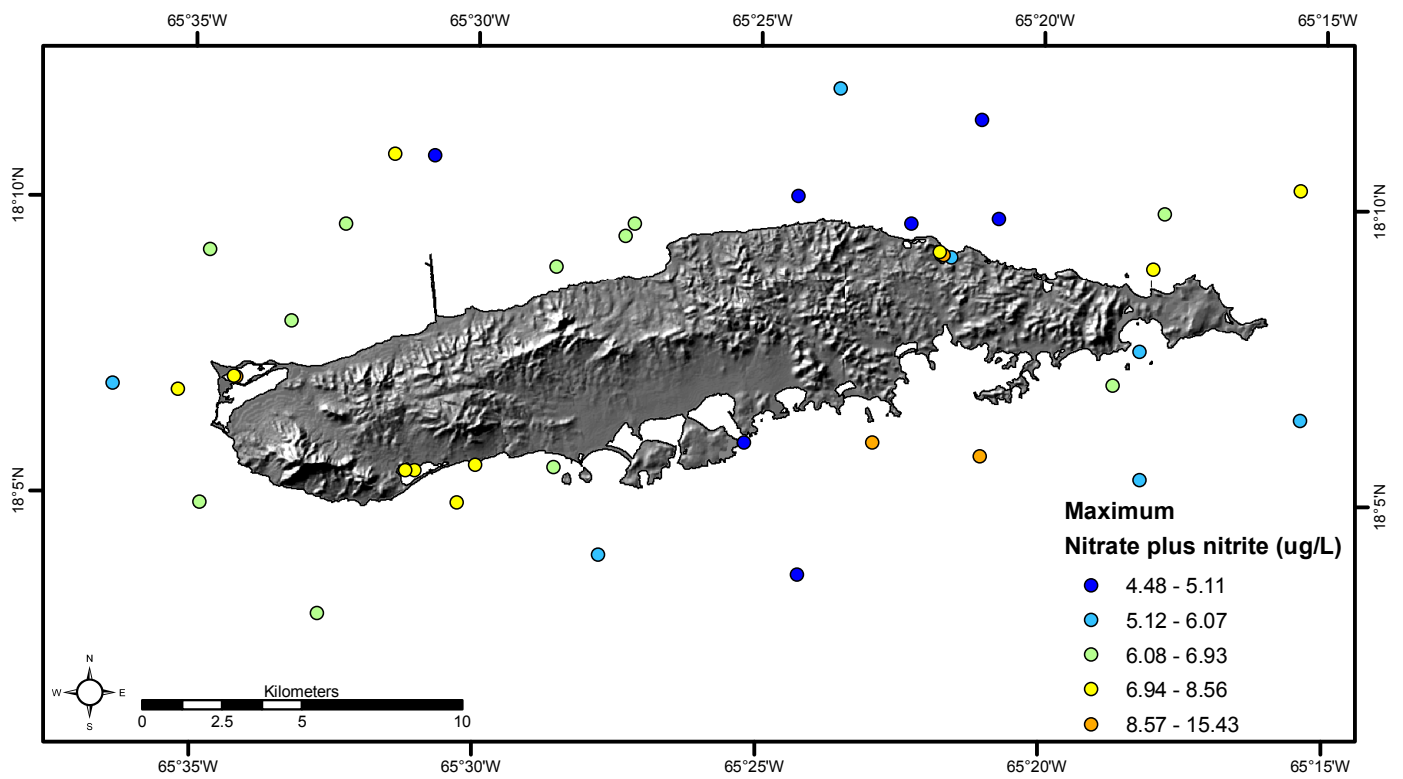 65°35'W 65°30'W 65°25'W 65°20'W 65°15'W
18°10'N
18°10'N
18°5'N
18°5'N
Maximum
Nitrate plus nitrite (ug/L)
4.48 - 5.11
5.12 - 6.07
6.08 - 6.93
6.94 - 8.56
8.57 - 15.43
N
W E
S
Kilometers
0 2.5 5 10
65°35'W 65°30'W 65°25'W 65°20'W 65°15'W